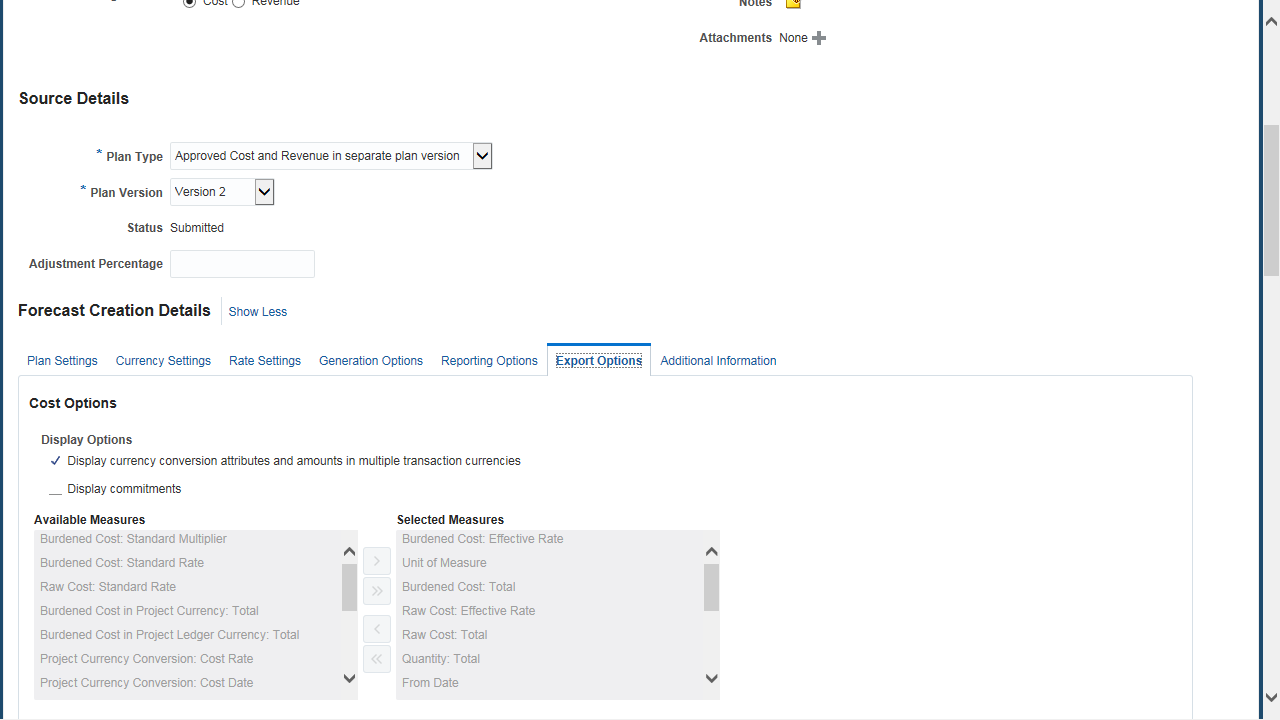 Cost Revenue
Notes
Attachments None
Source Details
* Plan Type Approved Cost and Revenue in separate plan version
* Plan Version Version 2
Status Submitted
Adjustment Percentage
Forecast Creation Details Show Less
Plan Settings Currency Settings Rate Settings Generation Options Reporting Options Export Options Additional Information
Cost Options
Display Options
Display currency conversion attributes and amounts in multiple transaction currencies
Display commitments
Available Measures Selected Measures
Burdened Cost: Standard Multiplier Burdened Cost: Effective Rate
Burdened Cost: Standard Rate Unit of Measure
Raw Cost: Standard Rate Burdened Cost: Total
Burdened Cost in Project Currency: Total Raw Cost: Effective Rate
Burdened Cost in Project Ledger Currency: Total Raw Cost: Total
Project Currency Conversion: Cost Rate Quantity: Total
Project Currency Conversion: Cost Date From Date